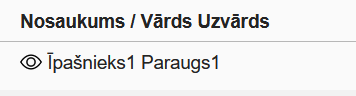 Nosaukums / Vārds Uzvārds
Īpašnieks1 Paraugs1